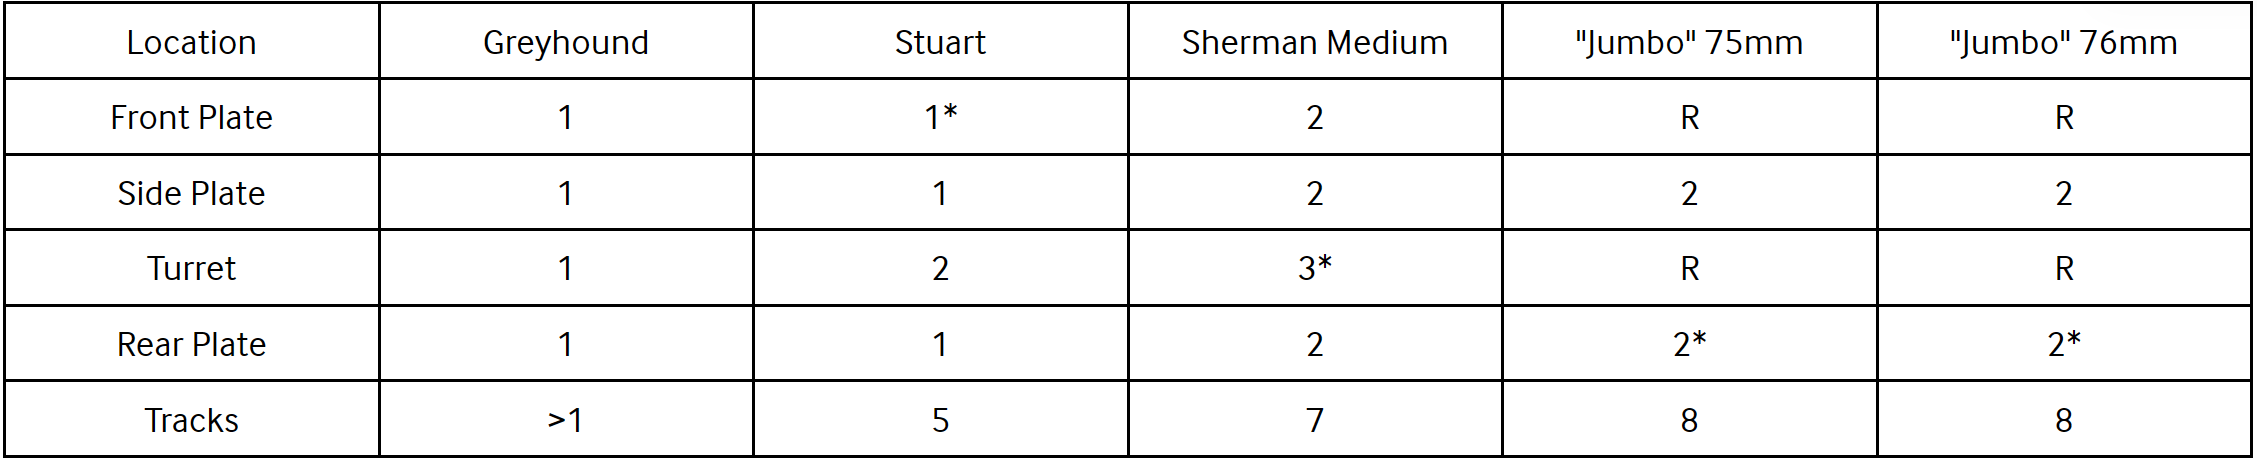 Location Greyhound Stuart Sherman Medium "Jumbo" 75mm "Jumbo" 76mm
Front Plate 1 1* 2 R R
Side Plate 1 1 2 2 2
Turret 1 2 3* R R
Rear Plate 1 1 2 2* 2*
Tracks >1 5 7 8 8